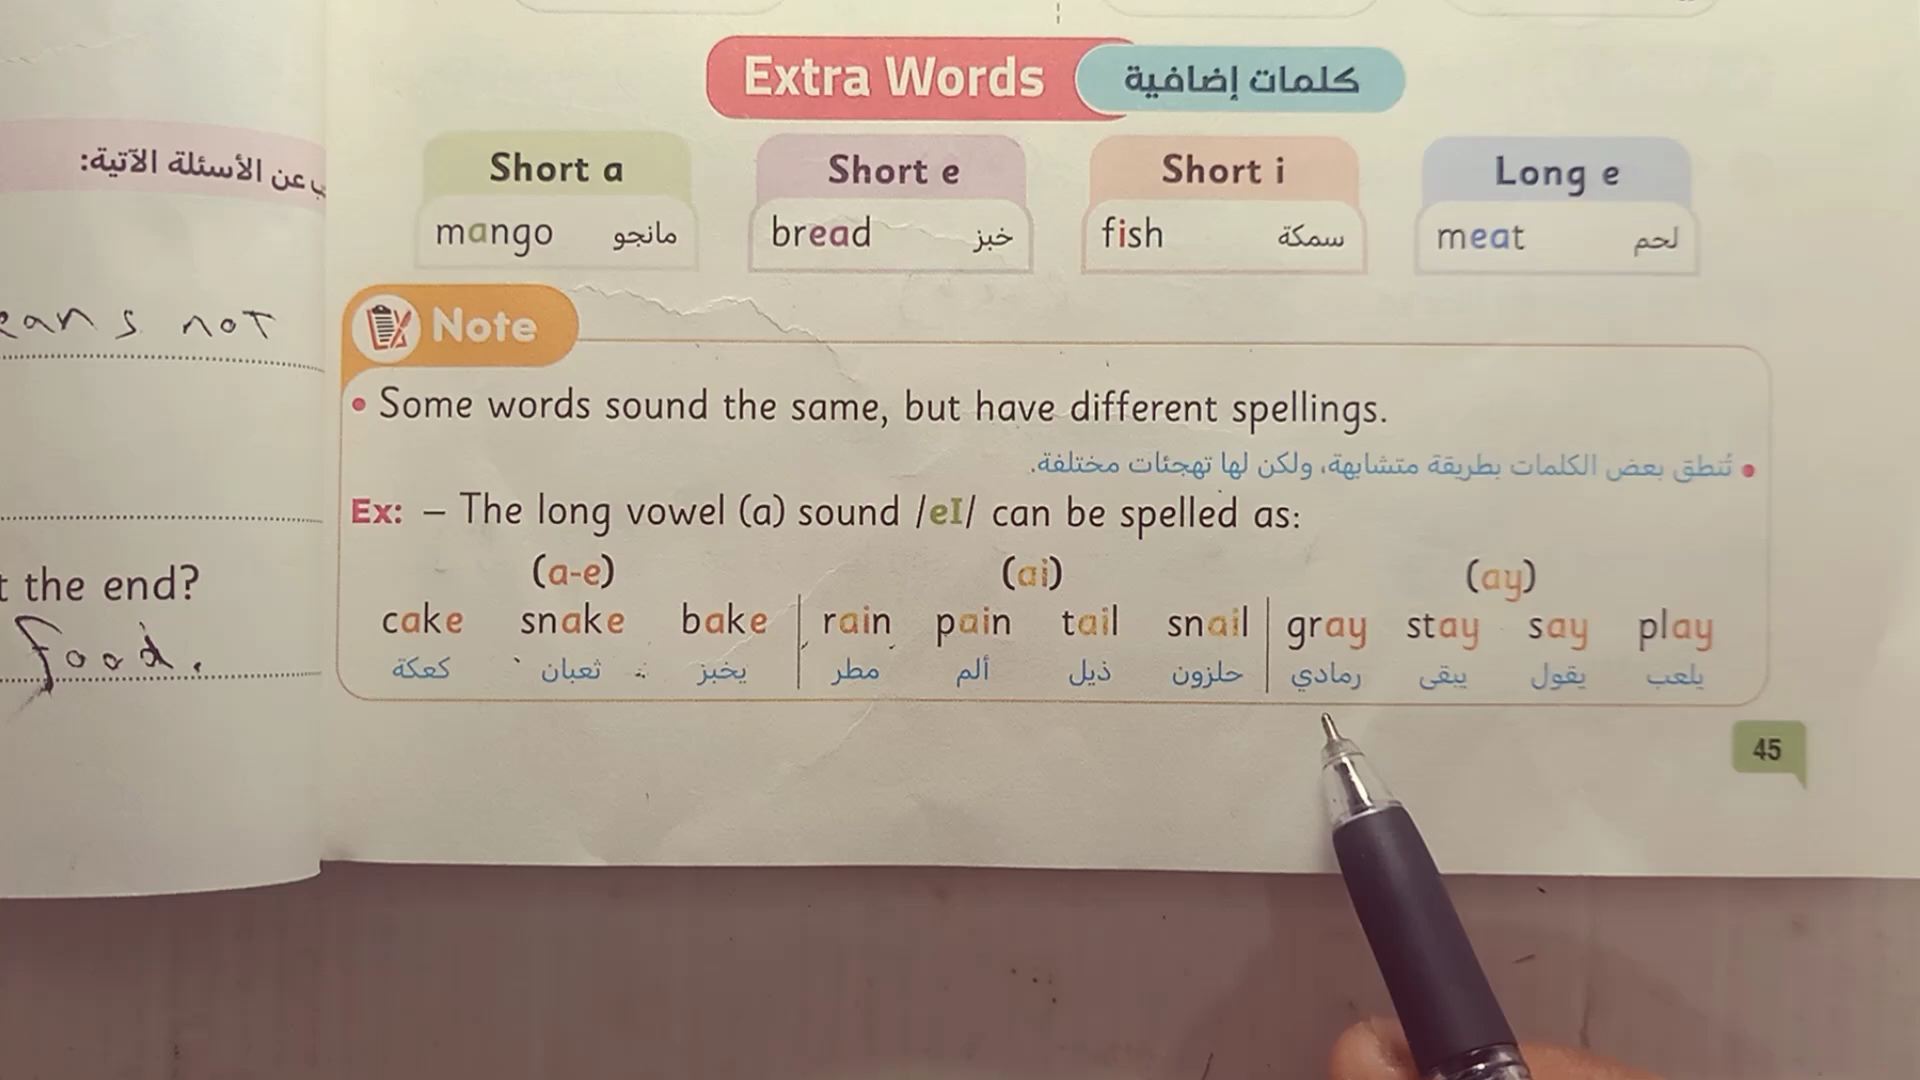 Extra Words كلمات إضافية
Short a Short e Short i Long e
mango مانجو bread خبز fish سمكة meat لحم
عن الأسئلة الآتية:
not
the end?
food.
Note
• Some words sound the same, but have different spellings.
• تُنطق بعض الكلمات بطريقة متشابهة، ولكن لها تهجئات مختلفة.
Ex: – The long vowel (a) sound /eI/ can be spelled as:
(a-e) (ai) (ay)
cake snake bake rain pain tail snail gray stay say play
كعكة ثعبان يخبز مطر ألم ذيل حلزون رمادي يبقى يقول يلعب
45